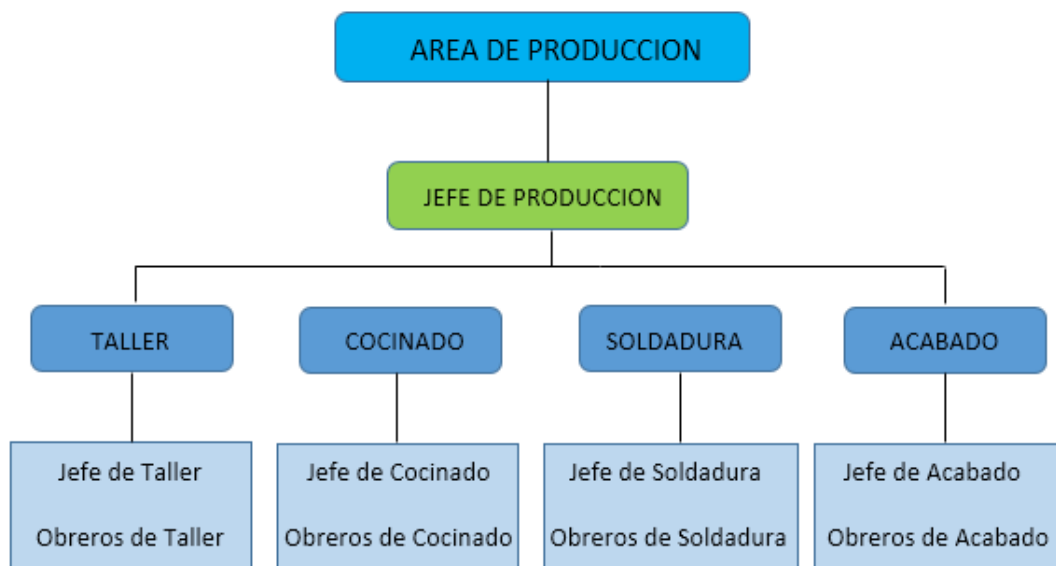 AREA DE PRODUCCION
JEFE DE PRODUCCION
TALLER
COCINADO
SOLDADURA
ACABADO
Jefe de Taller
Obreros de Taller
Jefe de Cocinado
Obreros de Cocinado
Jefe de Soldadura
Obreros de Soldadura
Jefe de Acabado
Obreros de Acabado